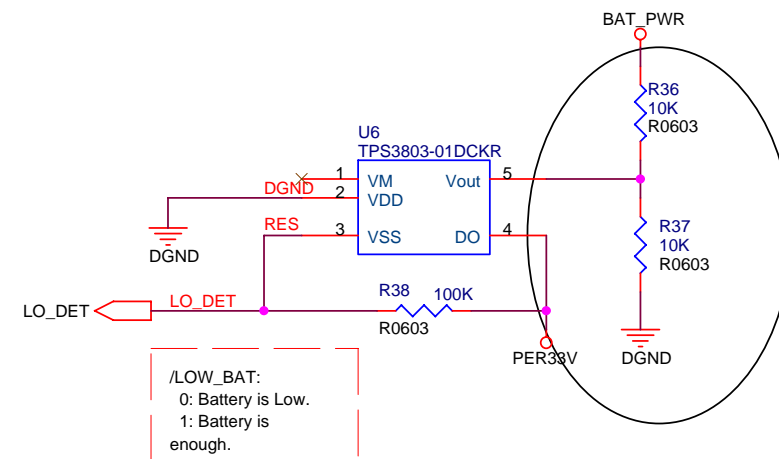 BAT_PWR
R36
10K
R0603
U6
TPS3803-01DCKR
1 VM Vout 5
DGND 2 VDD
RES 3 VSS DO 4
DGND
R37
10K
R0603
R38 100K
R0603
LO_DET LO_DET
PER33V
DGND
/LOW_BAT:
0: Battery is Low.
1: Battery is
enough.